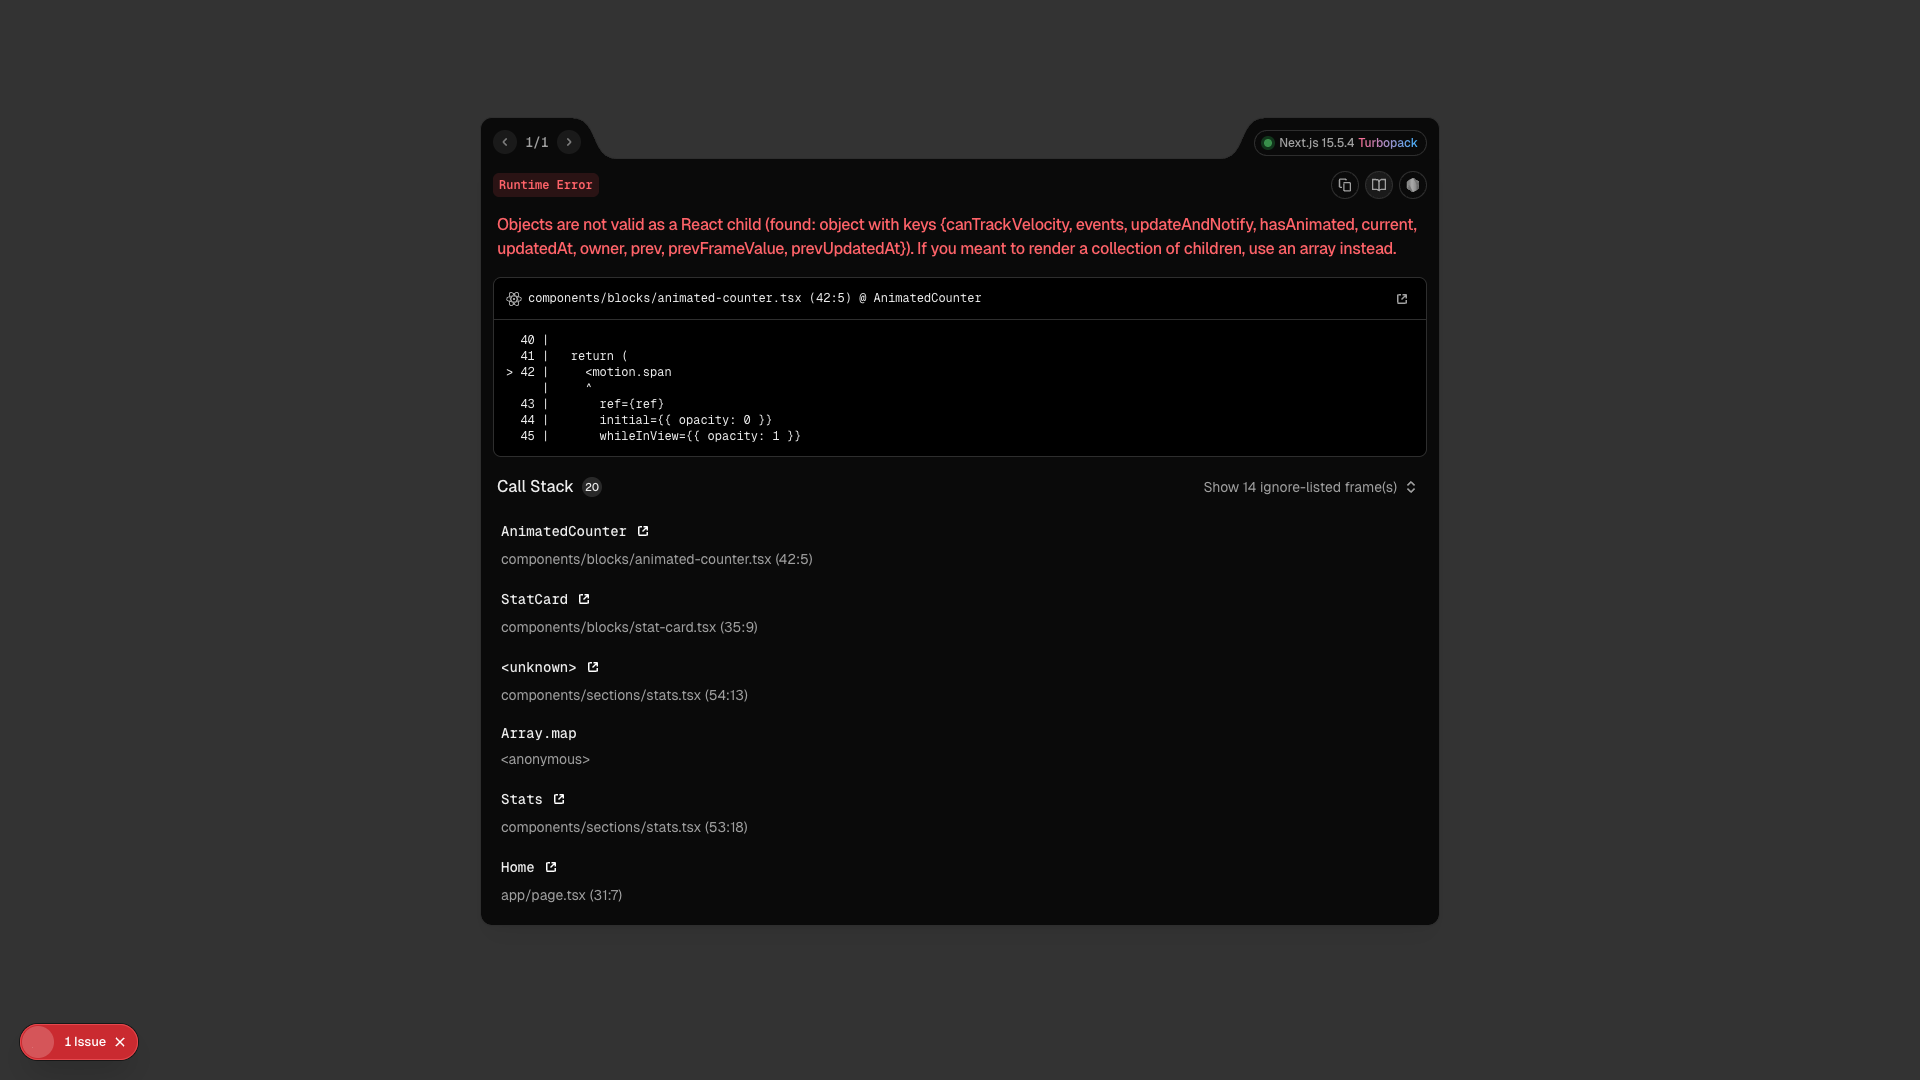 1/1
Next.js 15.5.4 Turbopack
Runtime Error
Objects are not valid as a React child (found: object with keys {canTrackVelocity, events, updateAndNotify, hasAnimated, current,
updatedAt, owner, prev, prevFrameValue, prevUpdatedAt}). If you meant to render a collection of children, use an array instead.
components/blocks/animated-counter.tsx (42:5) @ AnimatedCounter
40 |
41 |   return (
> 42 |     <motion.span
|     ^
43 |       ref={ref}
44 |       initial={{ opacity: 0 }}
45 |       whileInView={{ opacity: 1 }}
Call Stack 20
Show 14 ignore-listed frame(s)
AnimatedCounter
components/blocks/animated-counter.tsx (42:5)
StatCard
components/blocks/stat-card.tsx (35:9)
<unknown>
components/sections/stats.tsx (54:13)
Array.map
<anonymous>
Stats
components/sections/stats.tsx (53:18)
Home
app/page.tsx (31:7)
1 Issue